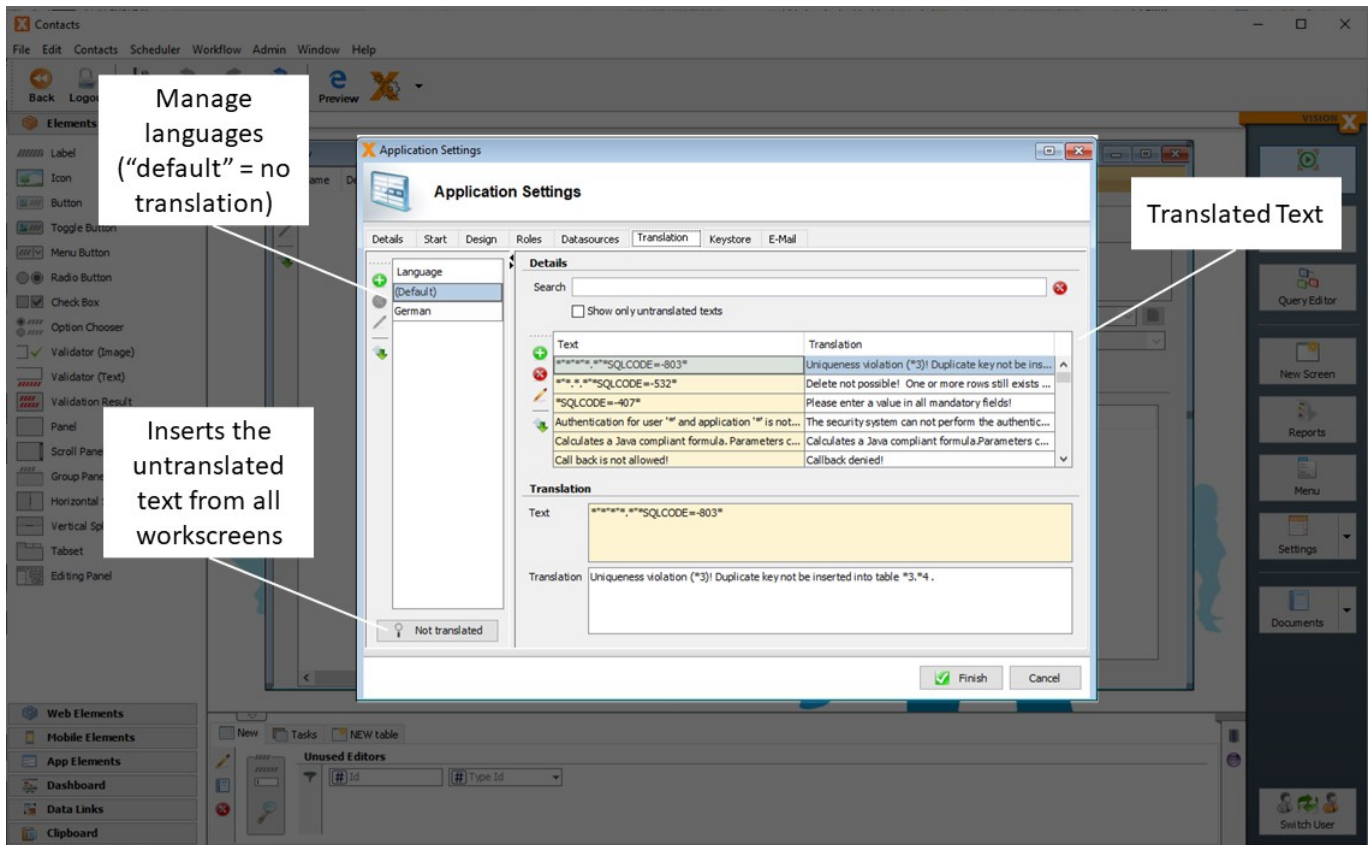 Contacts
File Edit Contacts Scheduler Workflow Admin Window Help
Back
Preview
VISION
Elements
Label
Icon
Button
Toggle Button
Menu Button
Radio Button
Check Box
Option Chooser
Validator (Image)
Validator (Text)
Validation Result
Panel
Tabset
Editing Panel
Web Elements
Mobile Elements
App Elements
Dashboard
Data Links
Clipboard
Manage
languages
("default" = no
translation)
Inserts the
untranslated
text from all
workscreens
Translated Text
Application Settings
Application Settings
Details Start Design Roles Datasources Translation Keystore E-Mail
Language
(Default)
German
Not translated
Details
Search
Show only untranslated texts
Text Translation
*"*"*"*.*"*SQLCODE=-803* Uniqueness violation (*3)! Duplicate key not be ins...
*"*.*.*"*SQLCODE=-532* Delete not possible! One or more rows still exists ...
*SQLCODE=-407* Please enter a value in all mandatory fields!
Authentication for user '*' and application '*' is not... The security system can not perform the authentic...
Calculates a Java compliant formula. Parameters c... Calculates a Java compliant formula.Parameters c...
Call back is not allowed! Callback denied!
Translation
Text *"*"*"*.*"*SQLCODE=-803*
Translation Uniqueness violation (*3)! Duplicate key not be inserted into table *3.*4 .
Finish Cancel
New Tasks NEW table
Unused Editors
Id Type Id
Query Editor
New Screen
Reports
Menu
Settings
Documents
Switch User